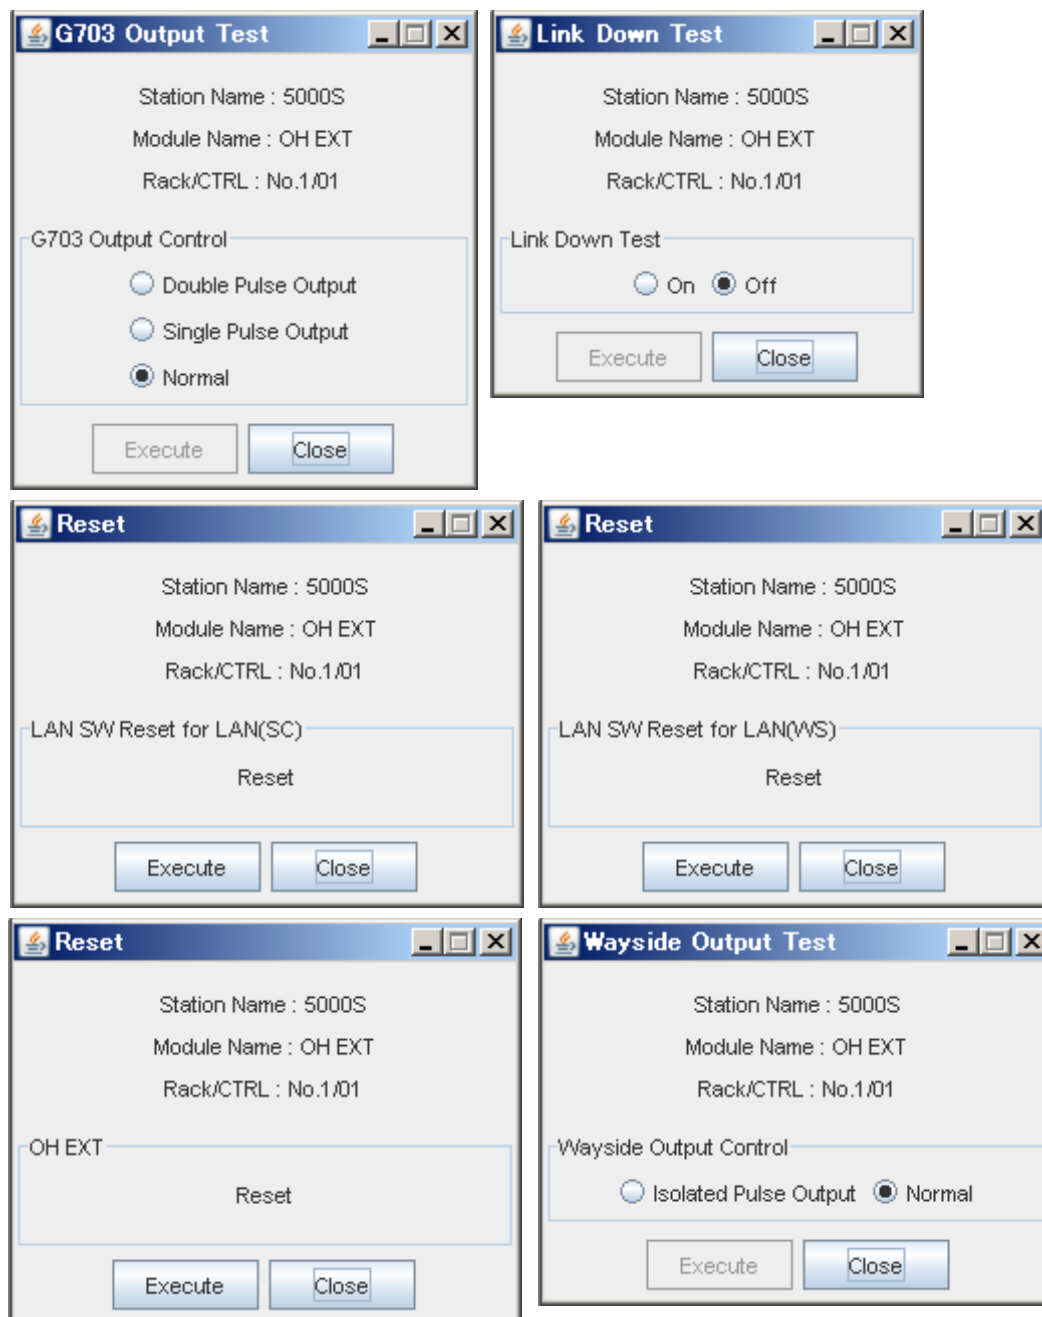 G703 Output Test
Station Name : 5000S
Module Name : OH EXT
Rack/CTRL : No.1/01
G703 Output Control
Double Pulse Output
Single Pulse Output
Normal
Execute
Close
Link Down Test
Station Name : 5000S
Module Name : OH EXT
Rack/CTRL : No.1/01
Link Down Test
On Off
Execute
Close
Reset
Station Name : 5000S
Module Name : OH EXT
Rack/CTRL : No.1/01
LAN SW Reset for LAN(SC)
Reset
Execute
Close
Reset
Station Name : 5000S
Module Name : OH EXT
Rack/CTRL : No.1/01
LAN SW Reset for LAN(WS)
Reset
Execute
Close
Reset
Station Name : 5000S
Module Name : OH EXT
Rack/CTRL : No.1/01
OH EXT
Reset
Execute
Close
Wayside Output Test
Station Name : 5000S
Module Name : OH EXT
Rack/CTRL : No.1/01
Wayside Output Control
Isolated Pulse Output Normal
Execute
Close